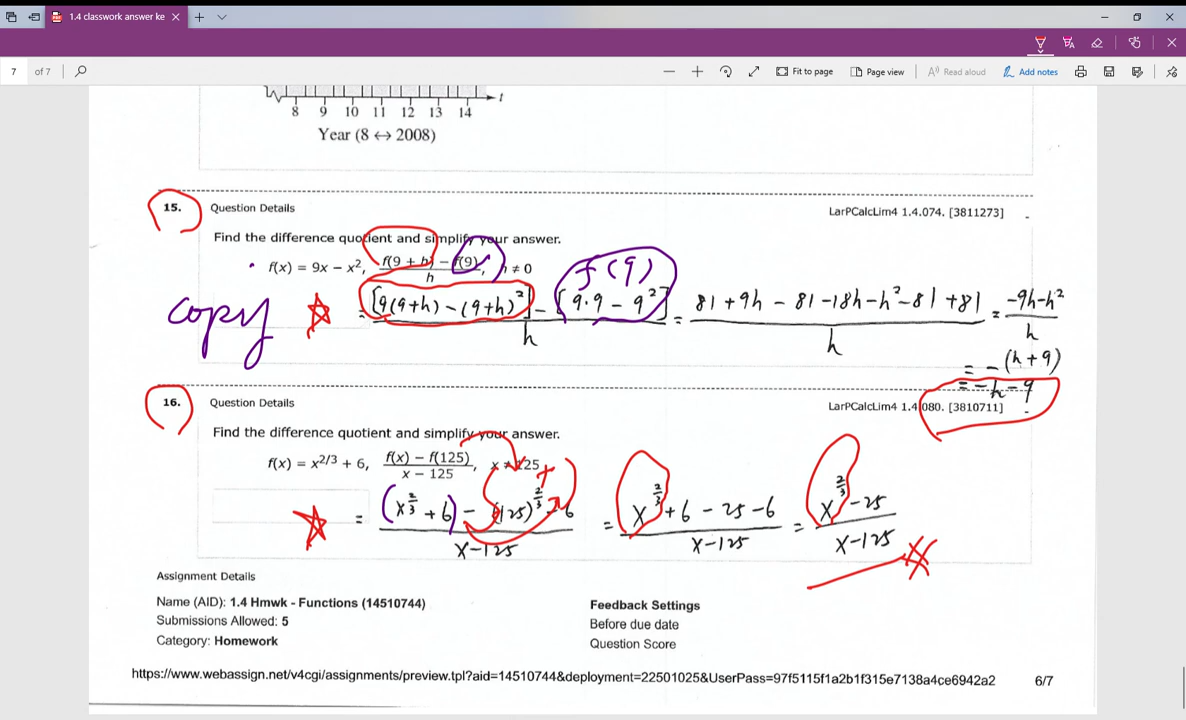 1.4 classwork answer ke
7 of 7
Fit to page
Page view
Read aloud
Add notes
8 9 10 11 12 13 14 t
Year (8 ↔ 2008)
15. Question Details LarPCalcLim4 1.4.074. [3811273]
Find the difference quotient and simplify your answer.
f(x) = 9x − x², f(9 + h) − f(9) / h, h ≠ 0
f(9)
copy
= [9(9+h)−(9+h)²] − [9·9 − 9²] / h = 81 + 9h − 81 − 18h − h² − 81 + 81 / h = −9h−h² / h
= −(h+9)
= −h−9
16. Question Details LarPCalcLim4 1.4.080. [3810711]
Find the difference quotient and simplify your answer.
f(x) = x^2/3 + 6, f(x) − f(125) / x − 125, x ≠ 125
= (x^2/3 + 6) − (125)^2/3 − 6 / x−125 = x^2/3 + 6 − 25 − 6 / x−125 = x^2/3 − 25 / x−125
+
Assignment Details
Name (AID): 1.4 Hmwk - Functions (14510744)
Submissions Allowed: 5
Category: Homework
Feedback Settings
Before due date
Question Score
https://www.webassign.net/v4cgi/assignments/preview.tpl?aid=14510744&deployment=22501025&UserPass=97f5115f1a2b1f315e7138a4ce6942a2 6/7